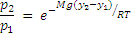 p₂/p₁ = e^(−Mg(y₂−y₁)/RT)